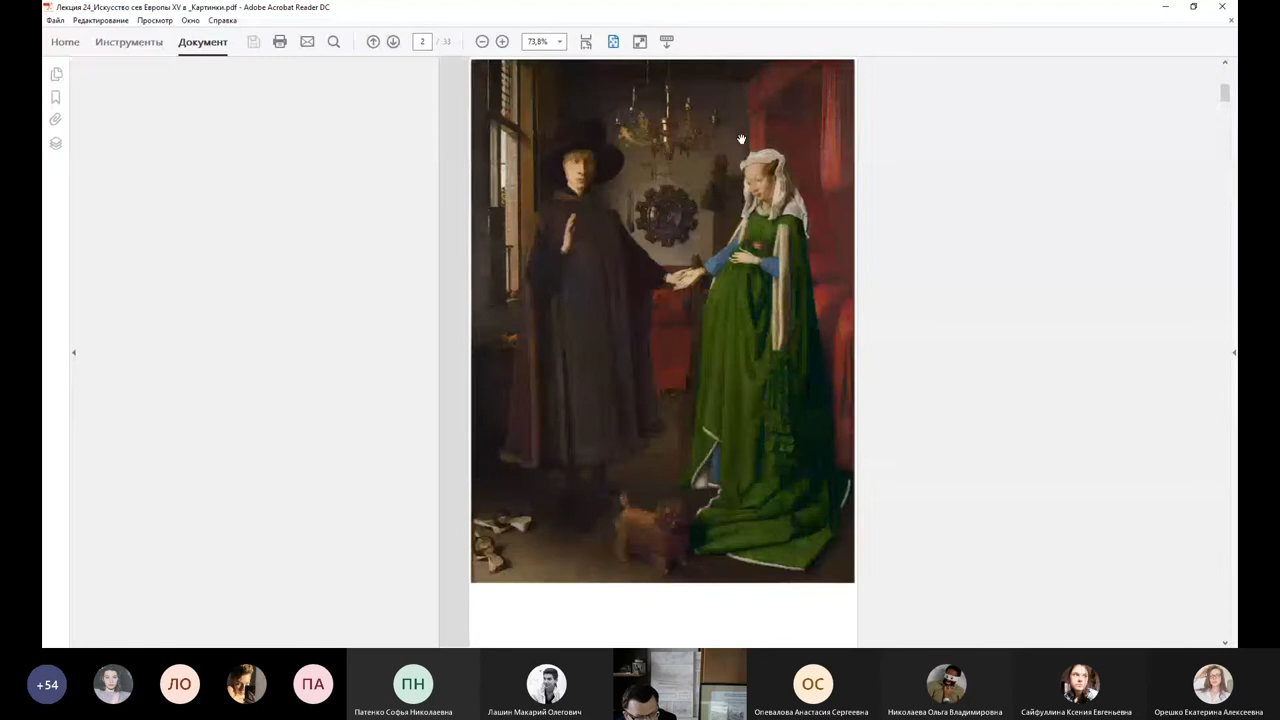 Лекция 24_Искусство сев Европы XV в _Картинки.pdf - Adobe Acrobat Reader DC
Файл Редактирование Просмотр Окно Справка
Home Инструменты Документ 2 / 33 73,8%
+54 ЛО ПА ПН ОС
Патенко Софья Николаевна Лашин Макарий Олегович Опевалова Анастасия Сергеевна Николаева Ольга Владимировна Сайфуллина Ксения Евгеньевна Орешко Екатерина Алексеевна